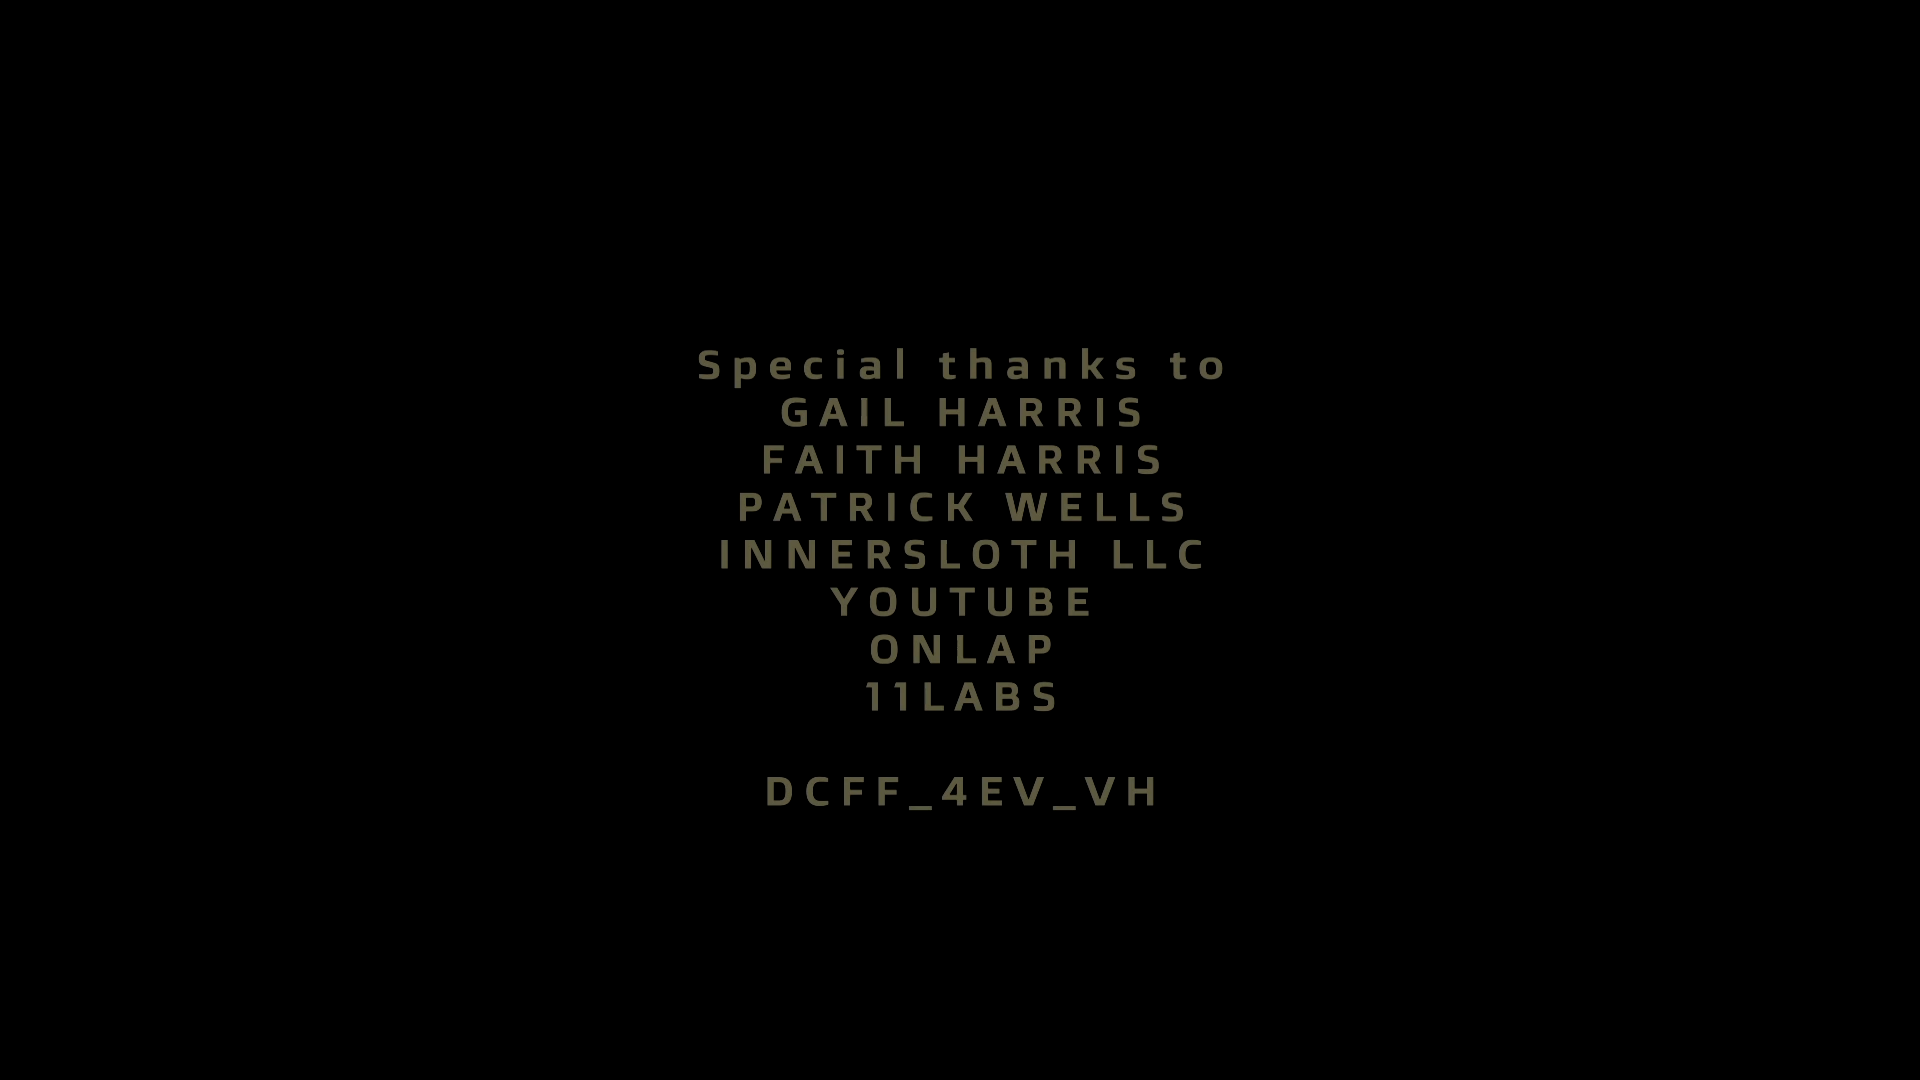 Special thanks to
GAIL HARRIS
FAITH HARRIS
PATRICK WELLS
INNERSLOTH LLC
YOUTUBE
ONLAP
11LABS
DCFF_4EV_VH